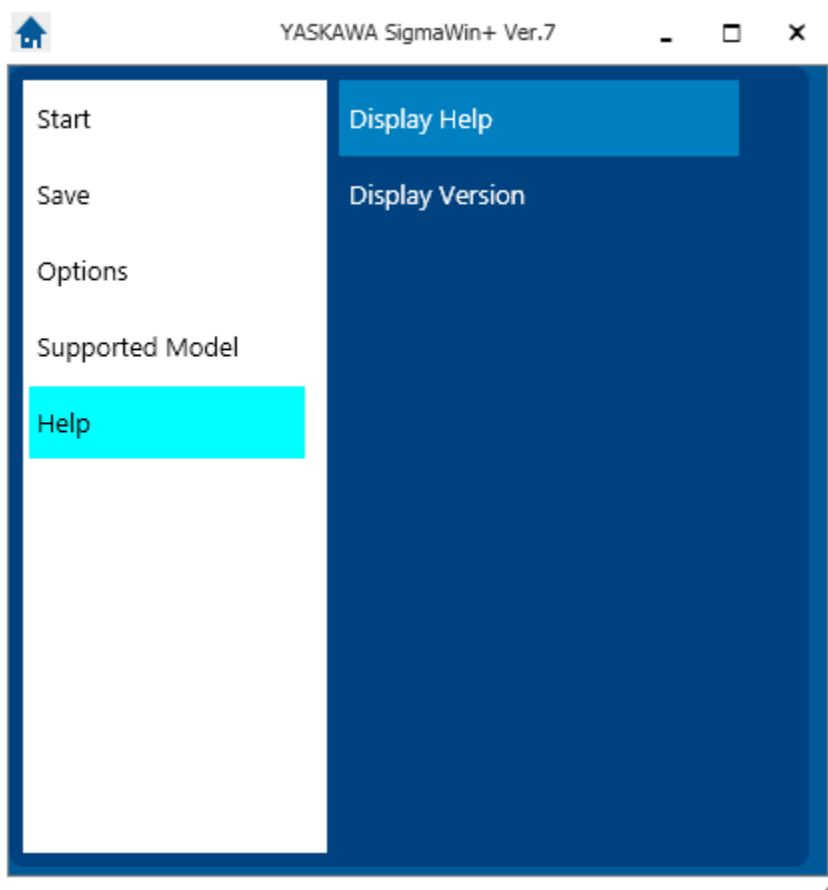 YASKAWA SigmaWin+ Ver.7
Start
Save
Options
Supported Model
Help
Display Help
Display Version